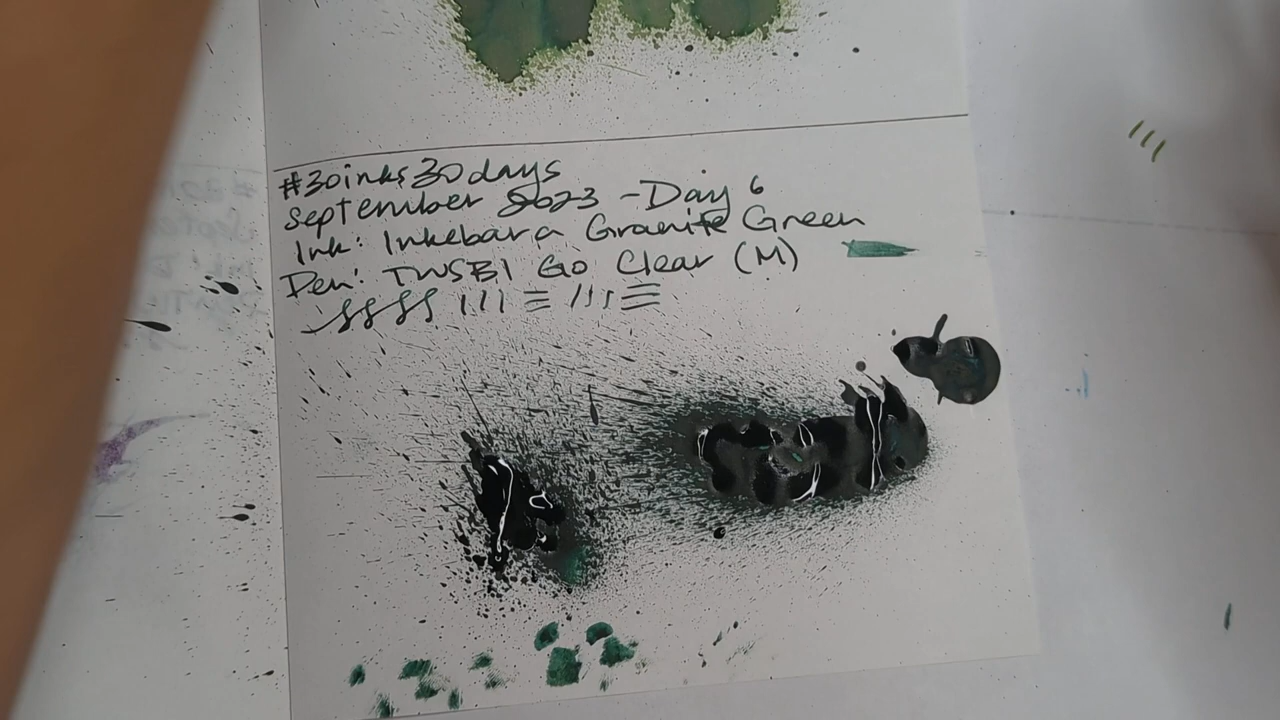 #30inks30days
September 2023 - Day 6
Ink: Inkebara Granite Green
Pen: TWSBI GO Clear (M)